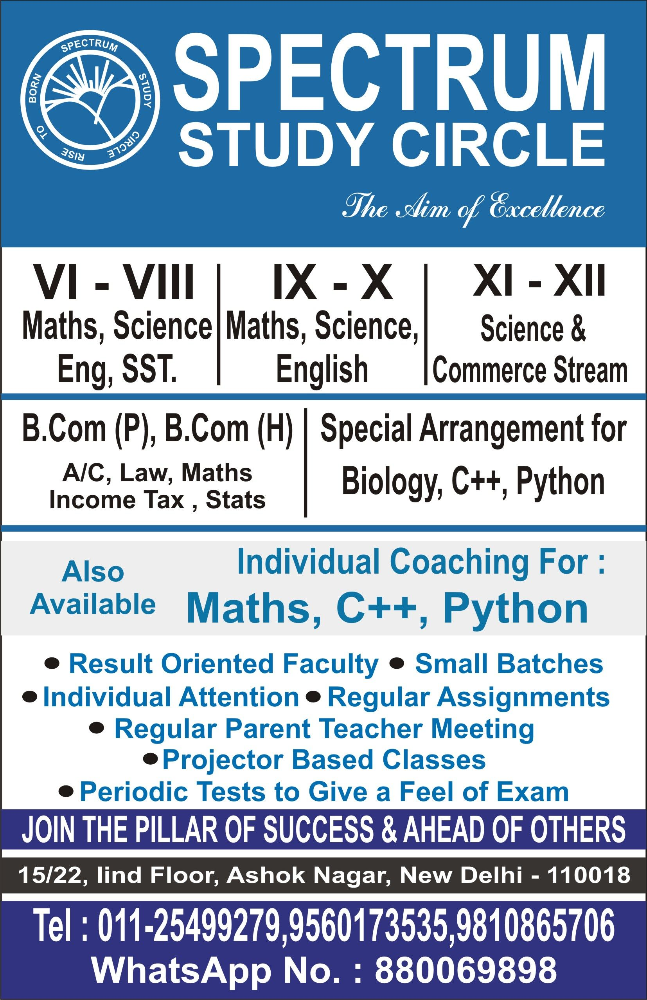 SPECTRUM STUDY CIRCLE BORN TO RISE
SPECTRUM
STUDY CIRCLE
The Aim of Excellence
VI - VIII
Maths, Science
Eng, SST.
IX - X
Maths, Science,
English
XI - XII
Science &
Commerce Stream
B.Com (P), B.Com (H)
A/C, Law, Maths
Income Tax , Stats
Special Arrangement for
Biology, C++, Python
Also
Available
Individual Coaching For :
Maths, C++, Python
• Result Oriented Faculty • Small Batches
• Individual Attention • Regular Assignments
• Regular Parent Teacher Meeting
• Projector Based Classes
• Periodic Tests to Give a Feel of Exam
JOIN THE PILLAR OF SUCCESS & AHEAD OF OTHERS
15/22, IInd Floor, Ashok Nagar, New Delhi - 110018
Tel : 011-25499279,9560173535,9810865706
WhatsApp No. : 880069898